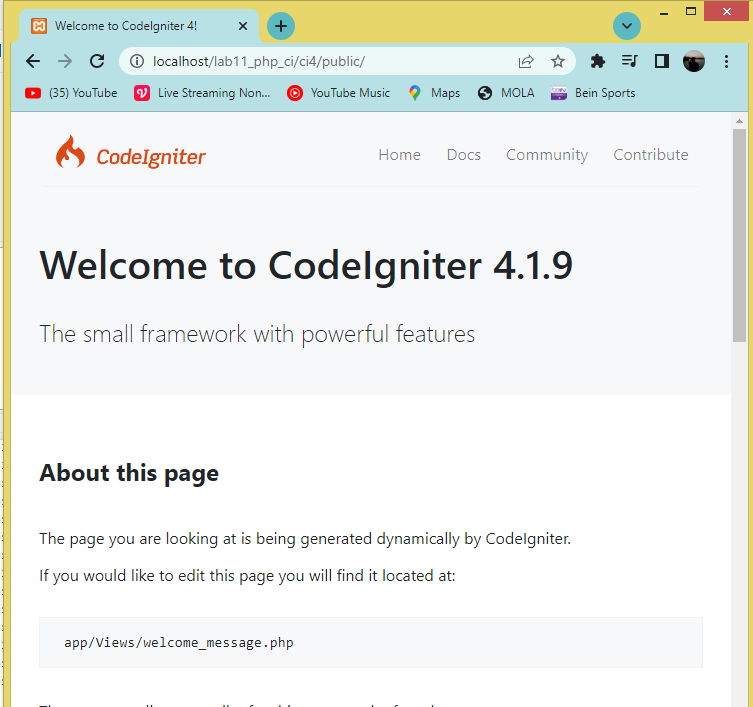 Welcome to CodeIgniter 4!
localhost/lab11_php_ci/ci4/public/
(35) YouTube
Live Streaming Non...
YouTube Music
Maps
MOLA
Bein Sports
CodeIgniter
Home
Docs
Community
Contribute
Welcome to CodeIgniter 4.1.9
The small framework with powerful features
About this page
The page you are looking at is being generated dynamically by CodeIgniter.
If you would like to edit this page you will find it located at:
app/Views/welcome_message.php